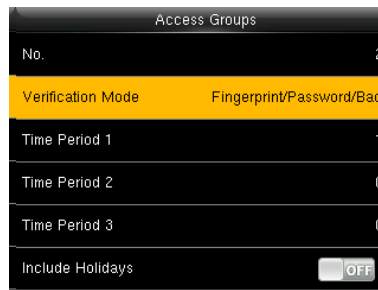 Access Groups
No.
Verification Mode Fingerprint/Password/Bad
Time Period 1
Time Period 2
Time Period 3
Include Holidays OFF